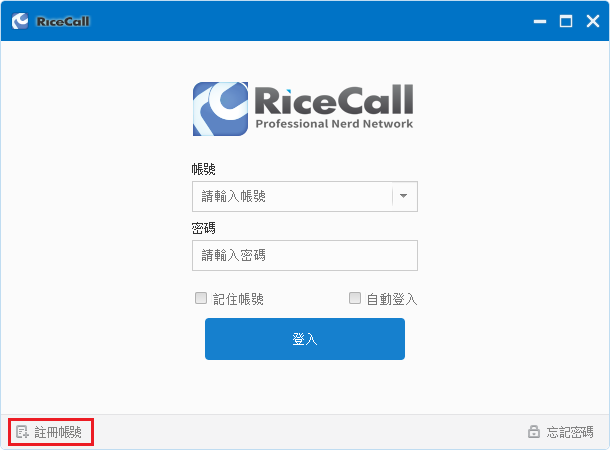 RiceCall
RiceCall
Professional Nerd Network
帳號
請輸入帳號
密碼
請輸入密碼
記住帳號 自動登入
登入
註冊帳號 忘記密碼